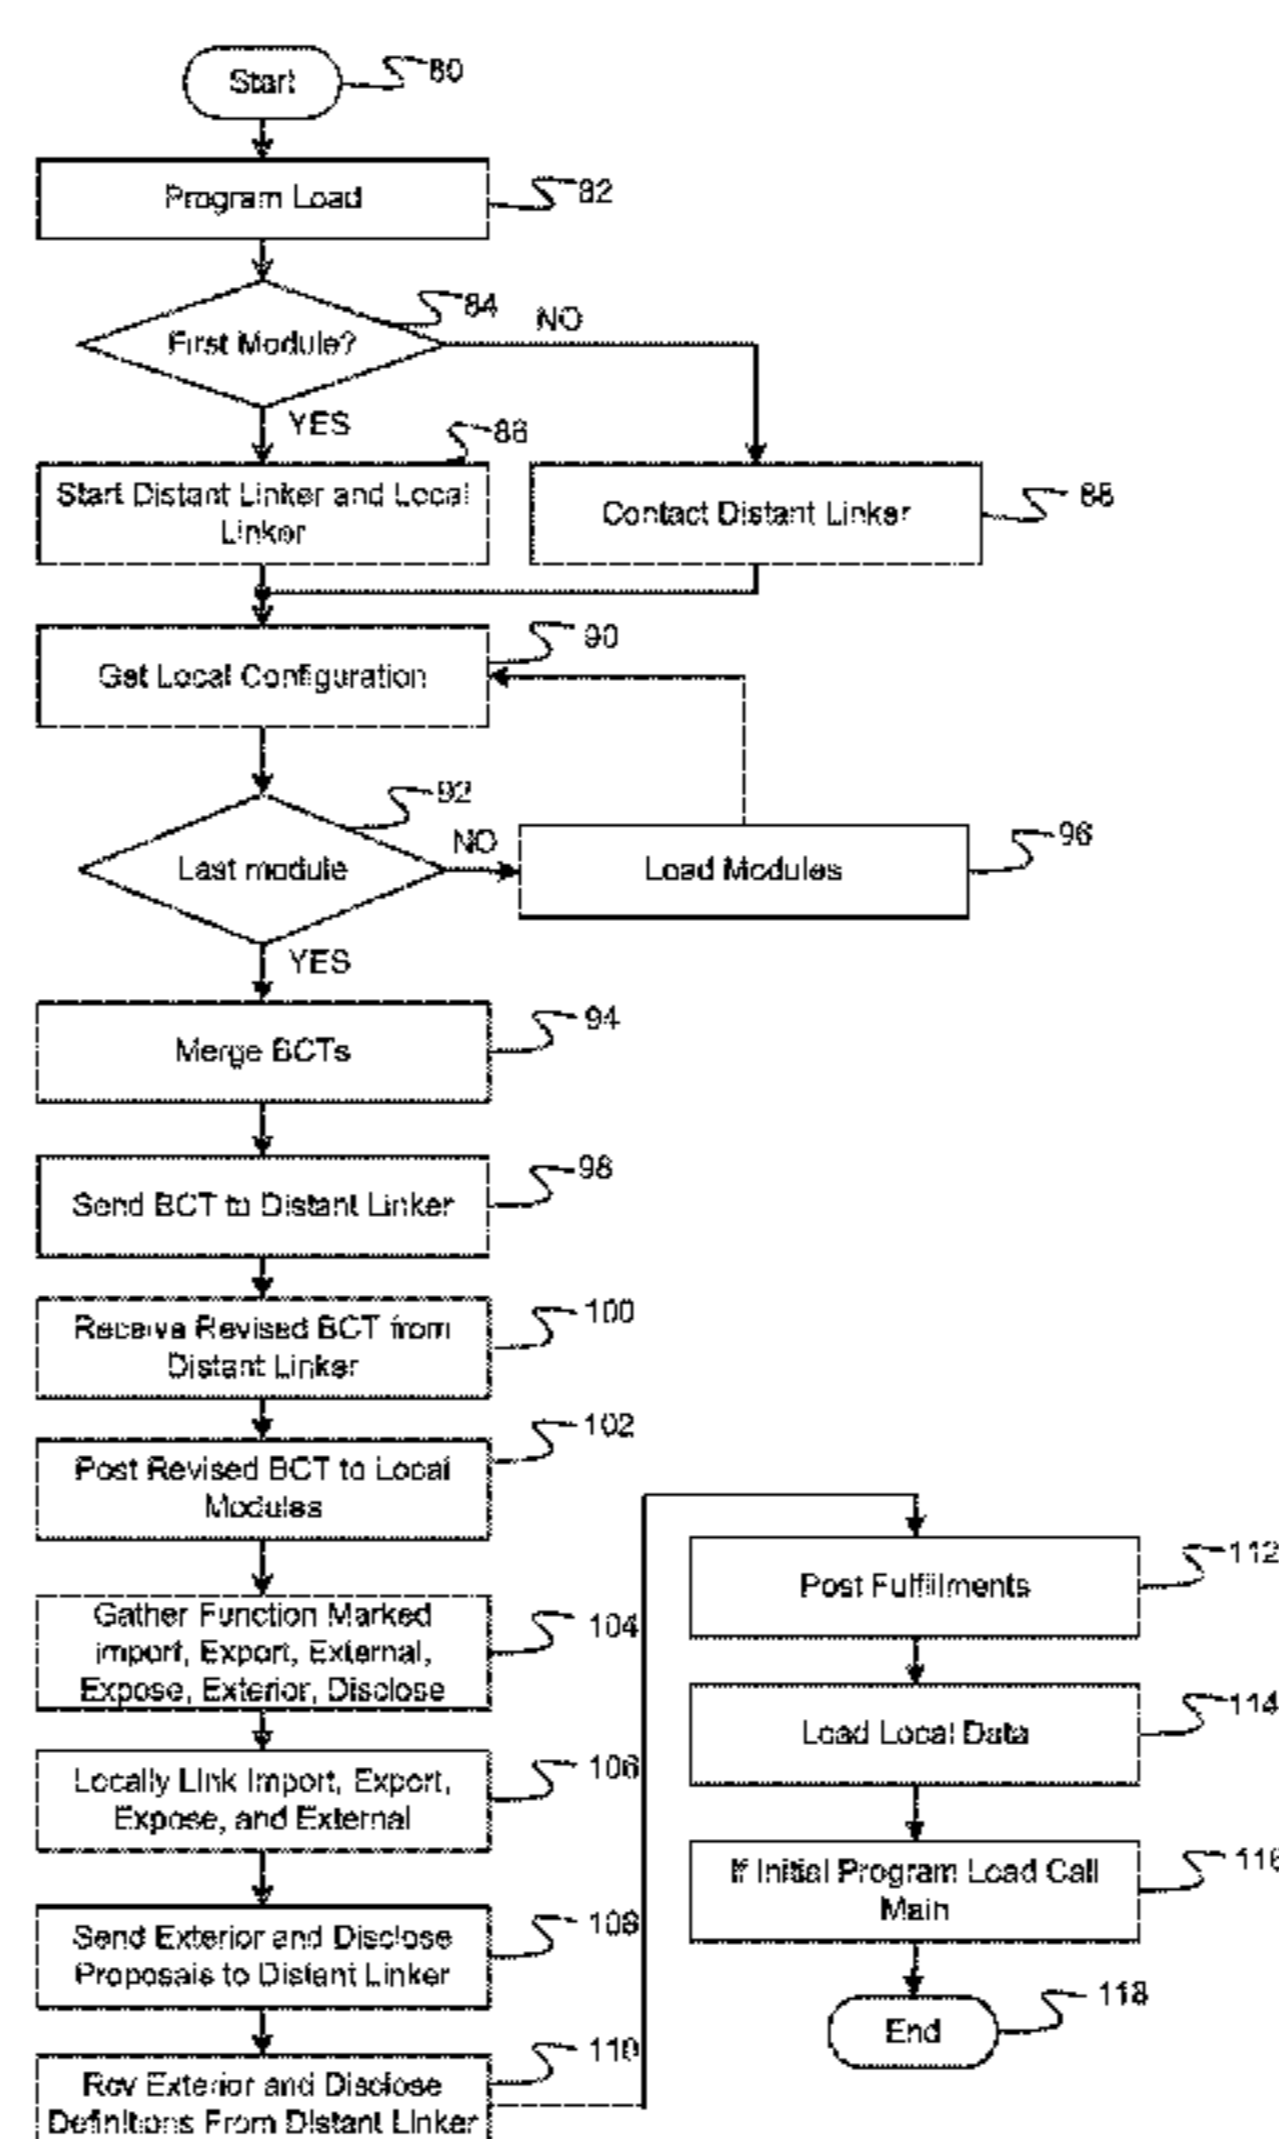 Start
80
Program Load
82
First Module?
84
NO
YES
86
Start Distant Linker and Local
Linker
Contact Distant Linker
88
Get Local Configuration
90
Last module
92
NO
Load Modules
96
YES
Merge BCTs
94
Send BCT to Distant Linker
98
Receive Revised BCT from
Distant Linker
100
Post Revised BCT to Local
Modules
102
Gather Function Marked
import, Export, External,
Expose, Exterior, Disclose
104
Locally Link Import, Export,
Expose, and External
106
Send Exterior and Disclose
Proposals to Distant Linker
108
Rcv Exterior and Disclose
Definitions From Distant Linker
110
Post Fulfillments
112
Load Local Data
114
If Initial Program Load Call
Main
116
End
118